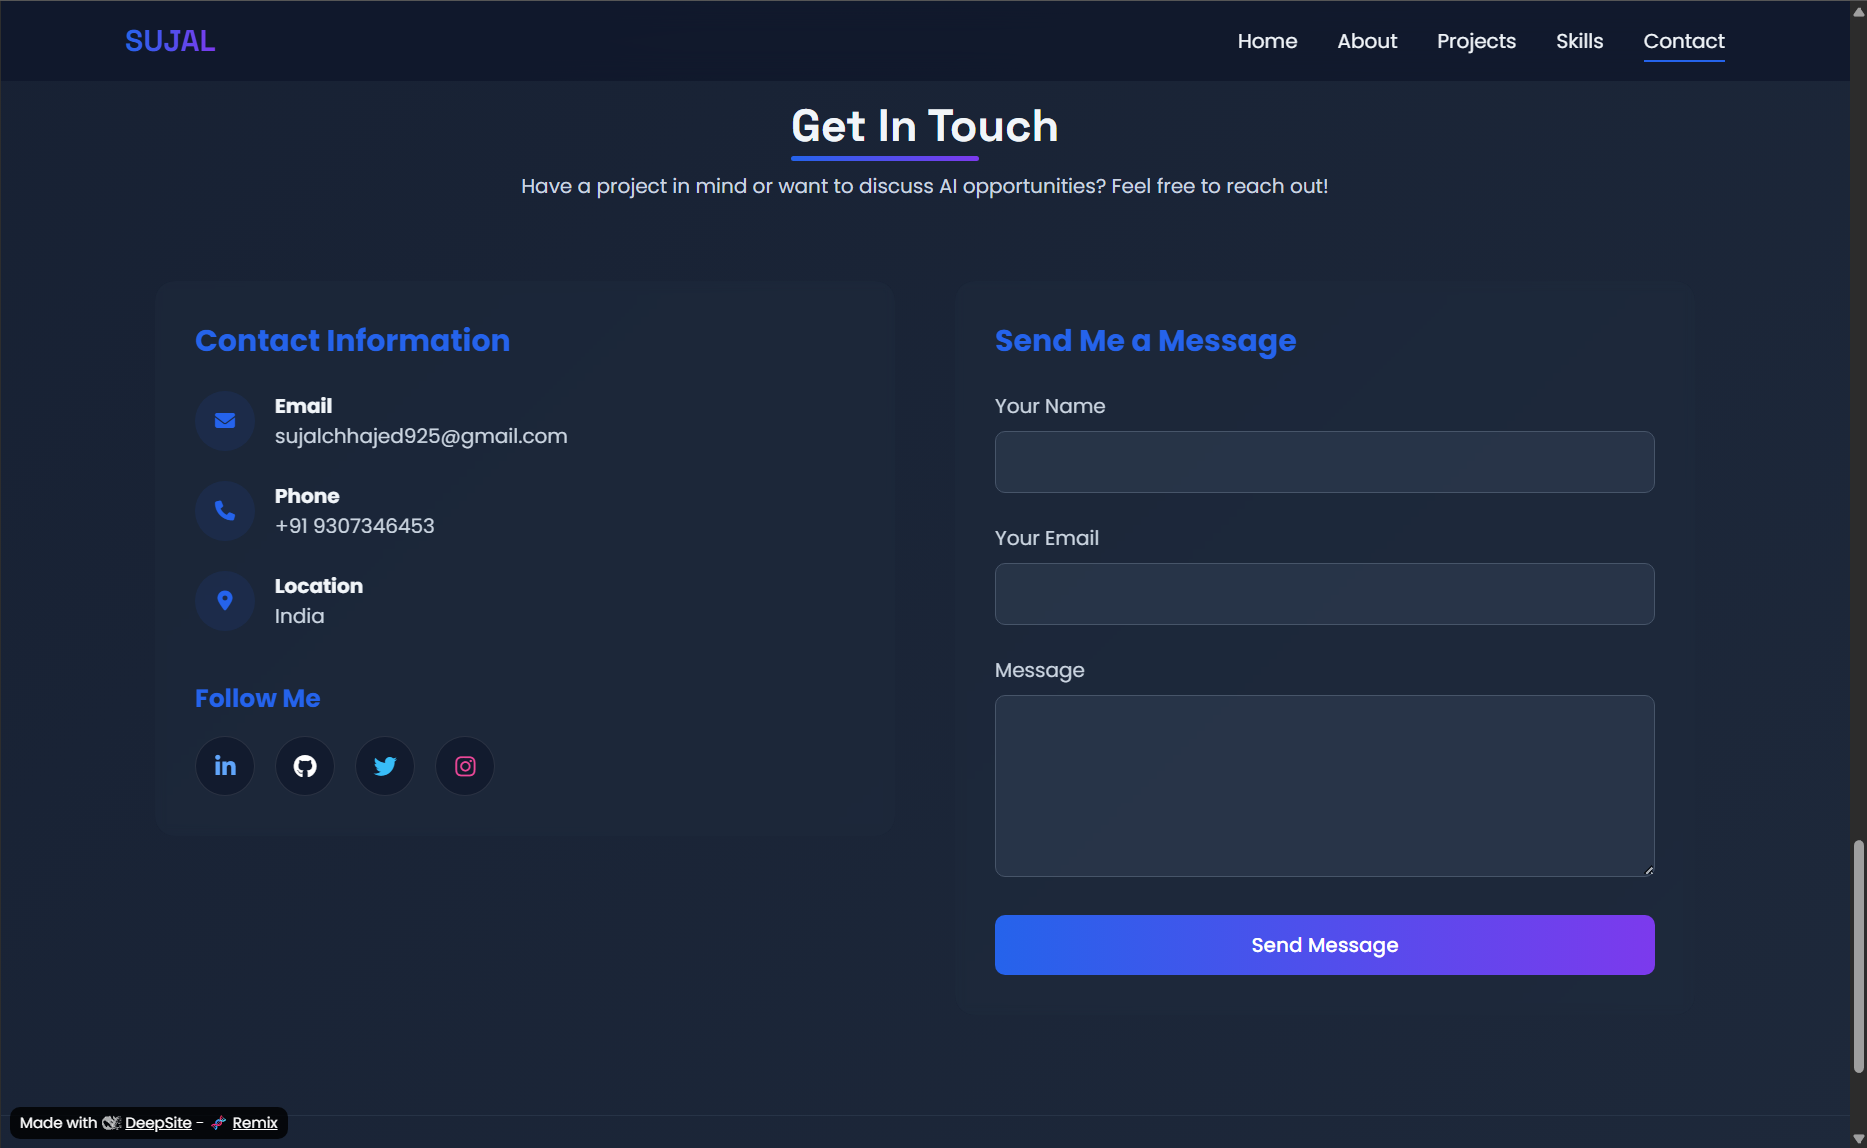 SUJAL
Home About Projects Skills Contact
Get In Touch
Have a project in mind or want to discuss AI opportunities? Feel free to reach out!
Contact Information
Email
sujalchhajed925@gmail.com
Phone
+91 9307346453
Location
India
Follow Me
in
Send Me a Message
Your Name
Your Email
Message
Send Message
Made with DeepSite - Remix